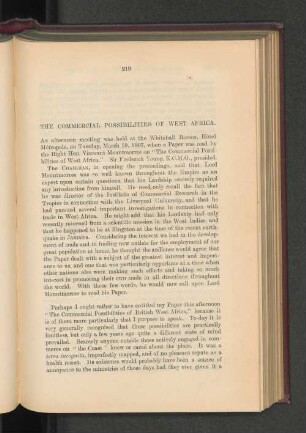 219
THE COMMERCIAL POSSIBILITIES OF WEST AFRICA.
AN afternoon meeting was held at the Whitehall Rooms, Hôtel
Métropole, on Tuesday, March 19, 1907, when a Paper was read by
the Right Hon. Viscount Mountmorres on "The Commercial Possi-
bilities of West Africa." Sir Frederick Young, K.C.M.G., presided.
The CHAIRMAN, in opening the proceedings, said that Lord
Mountmorres was so well known throughout the Empire as an
expert upon certain questions that his Lordship scarcely required
any introduction from himself. He need only recall the fact that
he was director of the Institute of Commercial Research in the
Tropics in connection with the Liverpool University, and that he
had pursued several important investigations in connection with
trade in West Africa. He might add that his Lordship had only
recently returned from a scientific mission in the West Indies, and
that he happened to be at Kingston at the time of the recent earth-
quake in Jamaica. Considering the interest we had in the develop-
ment of trade and in finding new outlets for the employment of our
great population at home, he thought the audience would agree that
the Paper dealt with a subject of the greatest interest and import-
ance to us, and one that was particularly opportune at a time when
other nations also were making such efforts and taking so much
interest in promoting their own trade in all directions throughout
the world. With these few words, he would now call upon Lord
Mountmorres to read his Paper.
Perhaps I ought rather to have entitled my Paper this afternoon
"The Commercial Possibilities of British West Africa," because it
is of them more particularly that I purpose to speak. To-day it is
very generally recognised that those possibilities are practically
limitless, but only a few years ago quite a different state of mind
prevailed. Scarcely anyone outside those actively engaged in com-
merce on "the Coast" knew or cared about the place. It was a
terra incognita, imperfectly mapped, and of no pleasant repute as a
health resort. Its existence would probably have been a source of
annoyance to the ministries of those days had they ever given it a